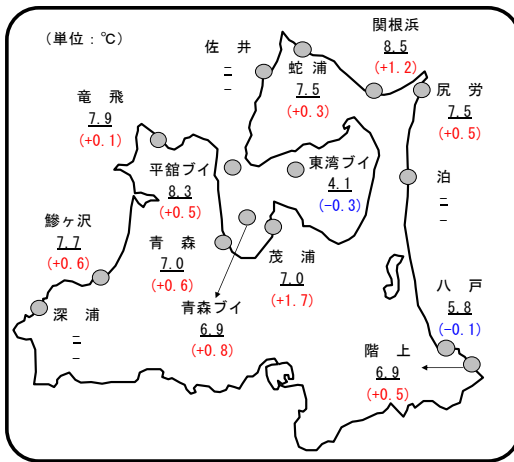 (単位：℃)
佐 井
–
–
関根浜
8.5
(+1.2)
蛇 浦
7.5
(+0.3)
尻 労
7.5
(+0.5)
竜 飛
7.9
(+0.1)
平舘ブイ
8.3
(+0.5)
東湾ブイ
4.1
(-0.3)
泊
–
–
鰺ヶ沢
7.7
(+0.6)
青 森
7.0
(+0.6)
茂 浦
7.0
(+1.7)
八 戸
5.8
(-0.1)
深 浦
–
–
青森ブイ
6.9
(+0.8)
階 上
6.9
(+0.5)